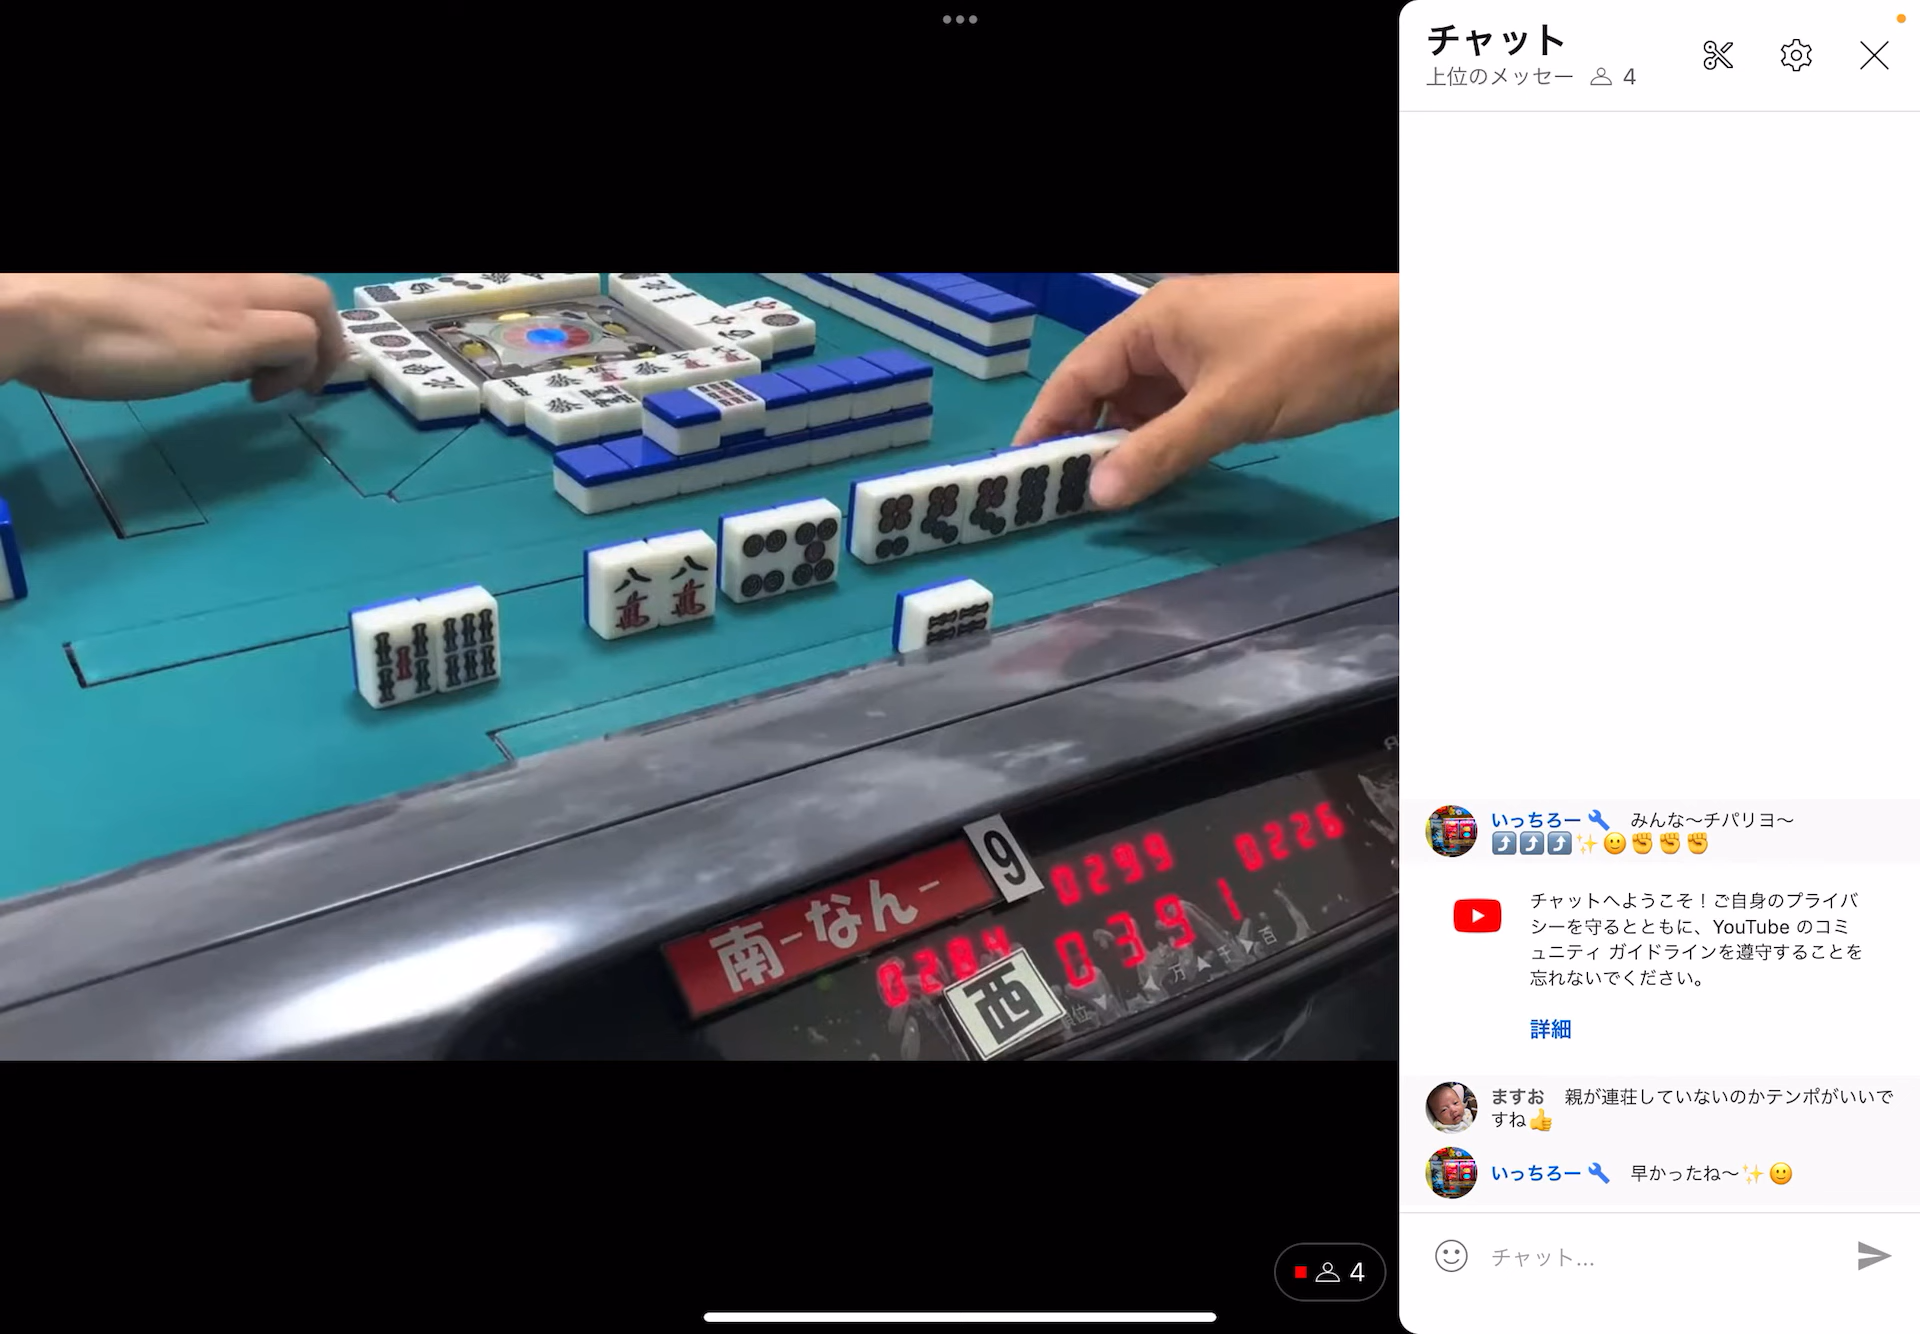 チャット
上位のメッセー 4
八萬 八萬
南-なん- 9
0299
0226
0284
0391
西
いっちろー みんな〜チパリヨ〜
⤴️⤴️⤴️✨🙂✊✊✊
チャットへようこそ！ご自身のプライバ
シーを守るとともに、YouTube のコミ
ュニティ ガイドラインを遵守することを
忘れないでください。
詳細
ますお 親が連荘していないのかテンポがいいで
すね👍
いっちろー 早かったね〜✨🙂
チャット...
4